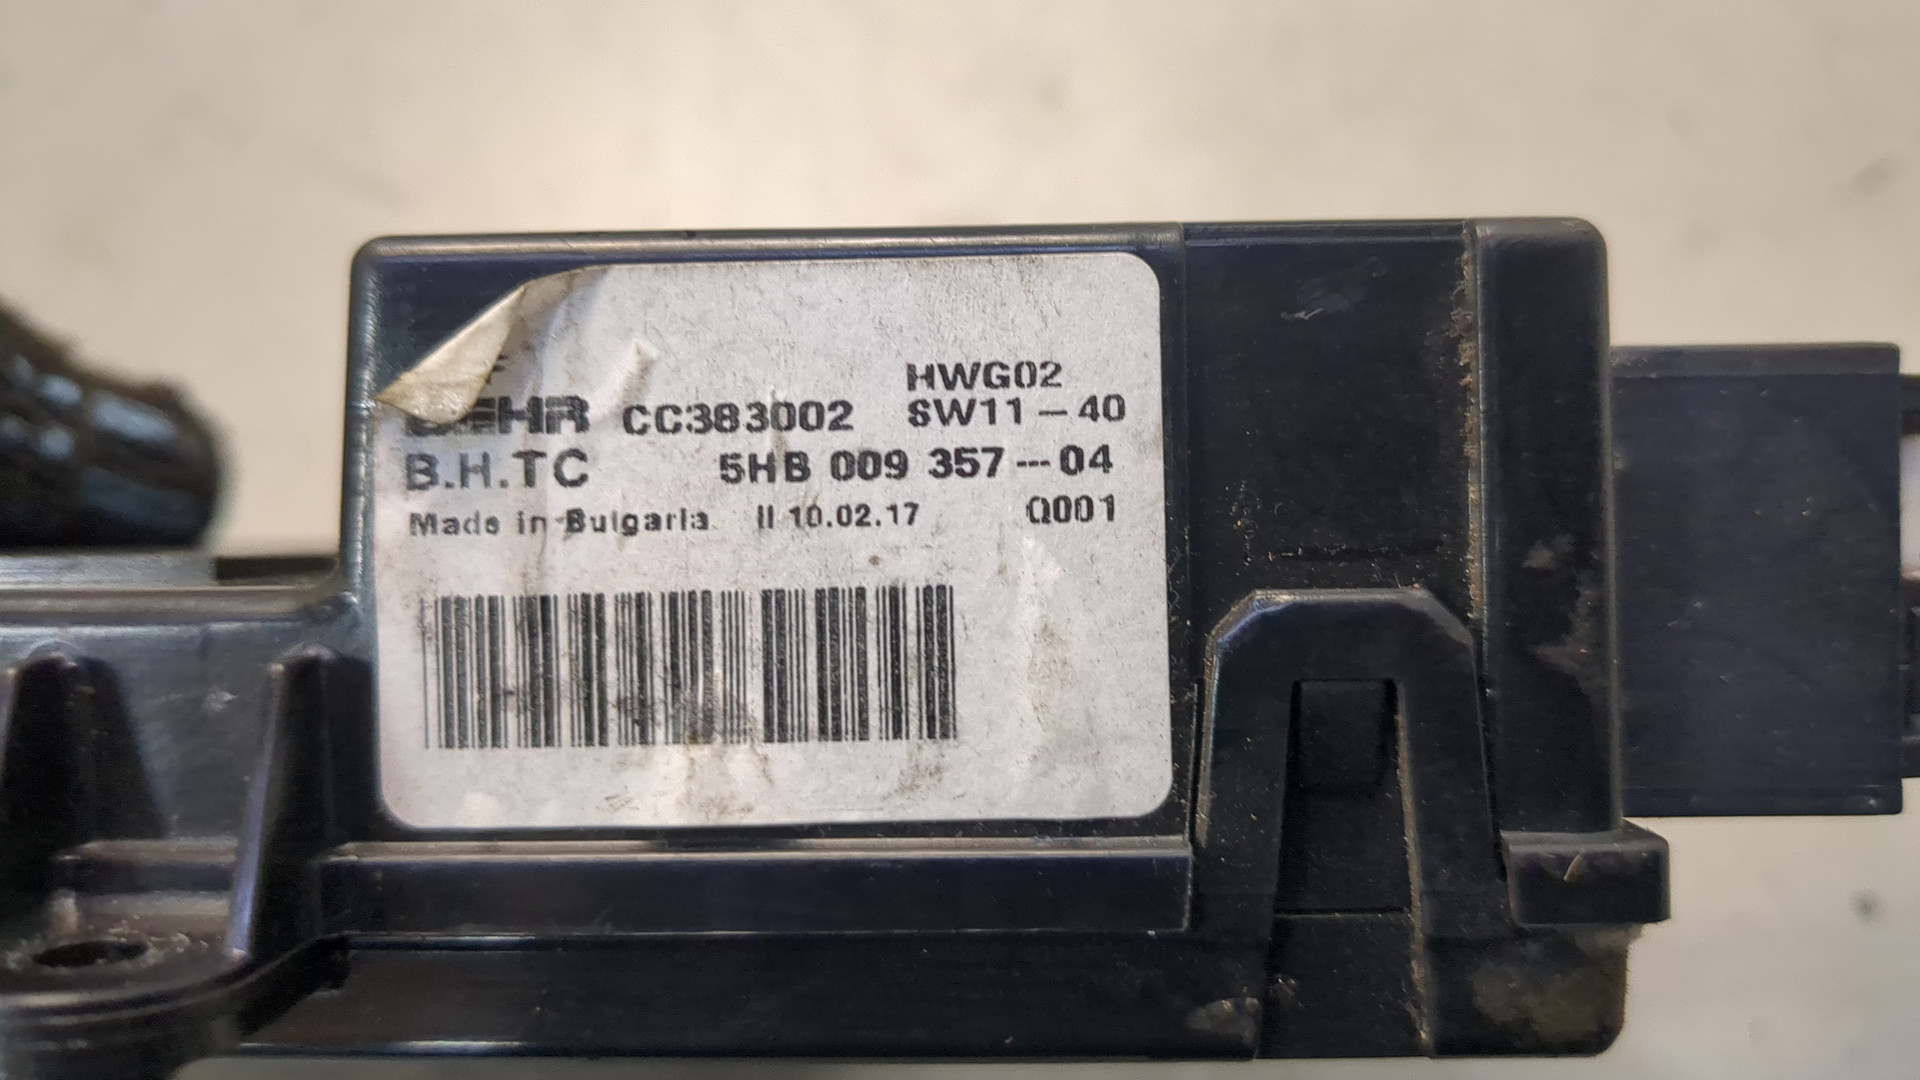 F
BEHR CC383002 HWG02
SW11-40
B.H.TC 5HB 009 357---04
Made in Bulgaria II 10.02.17 Q001